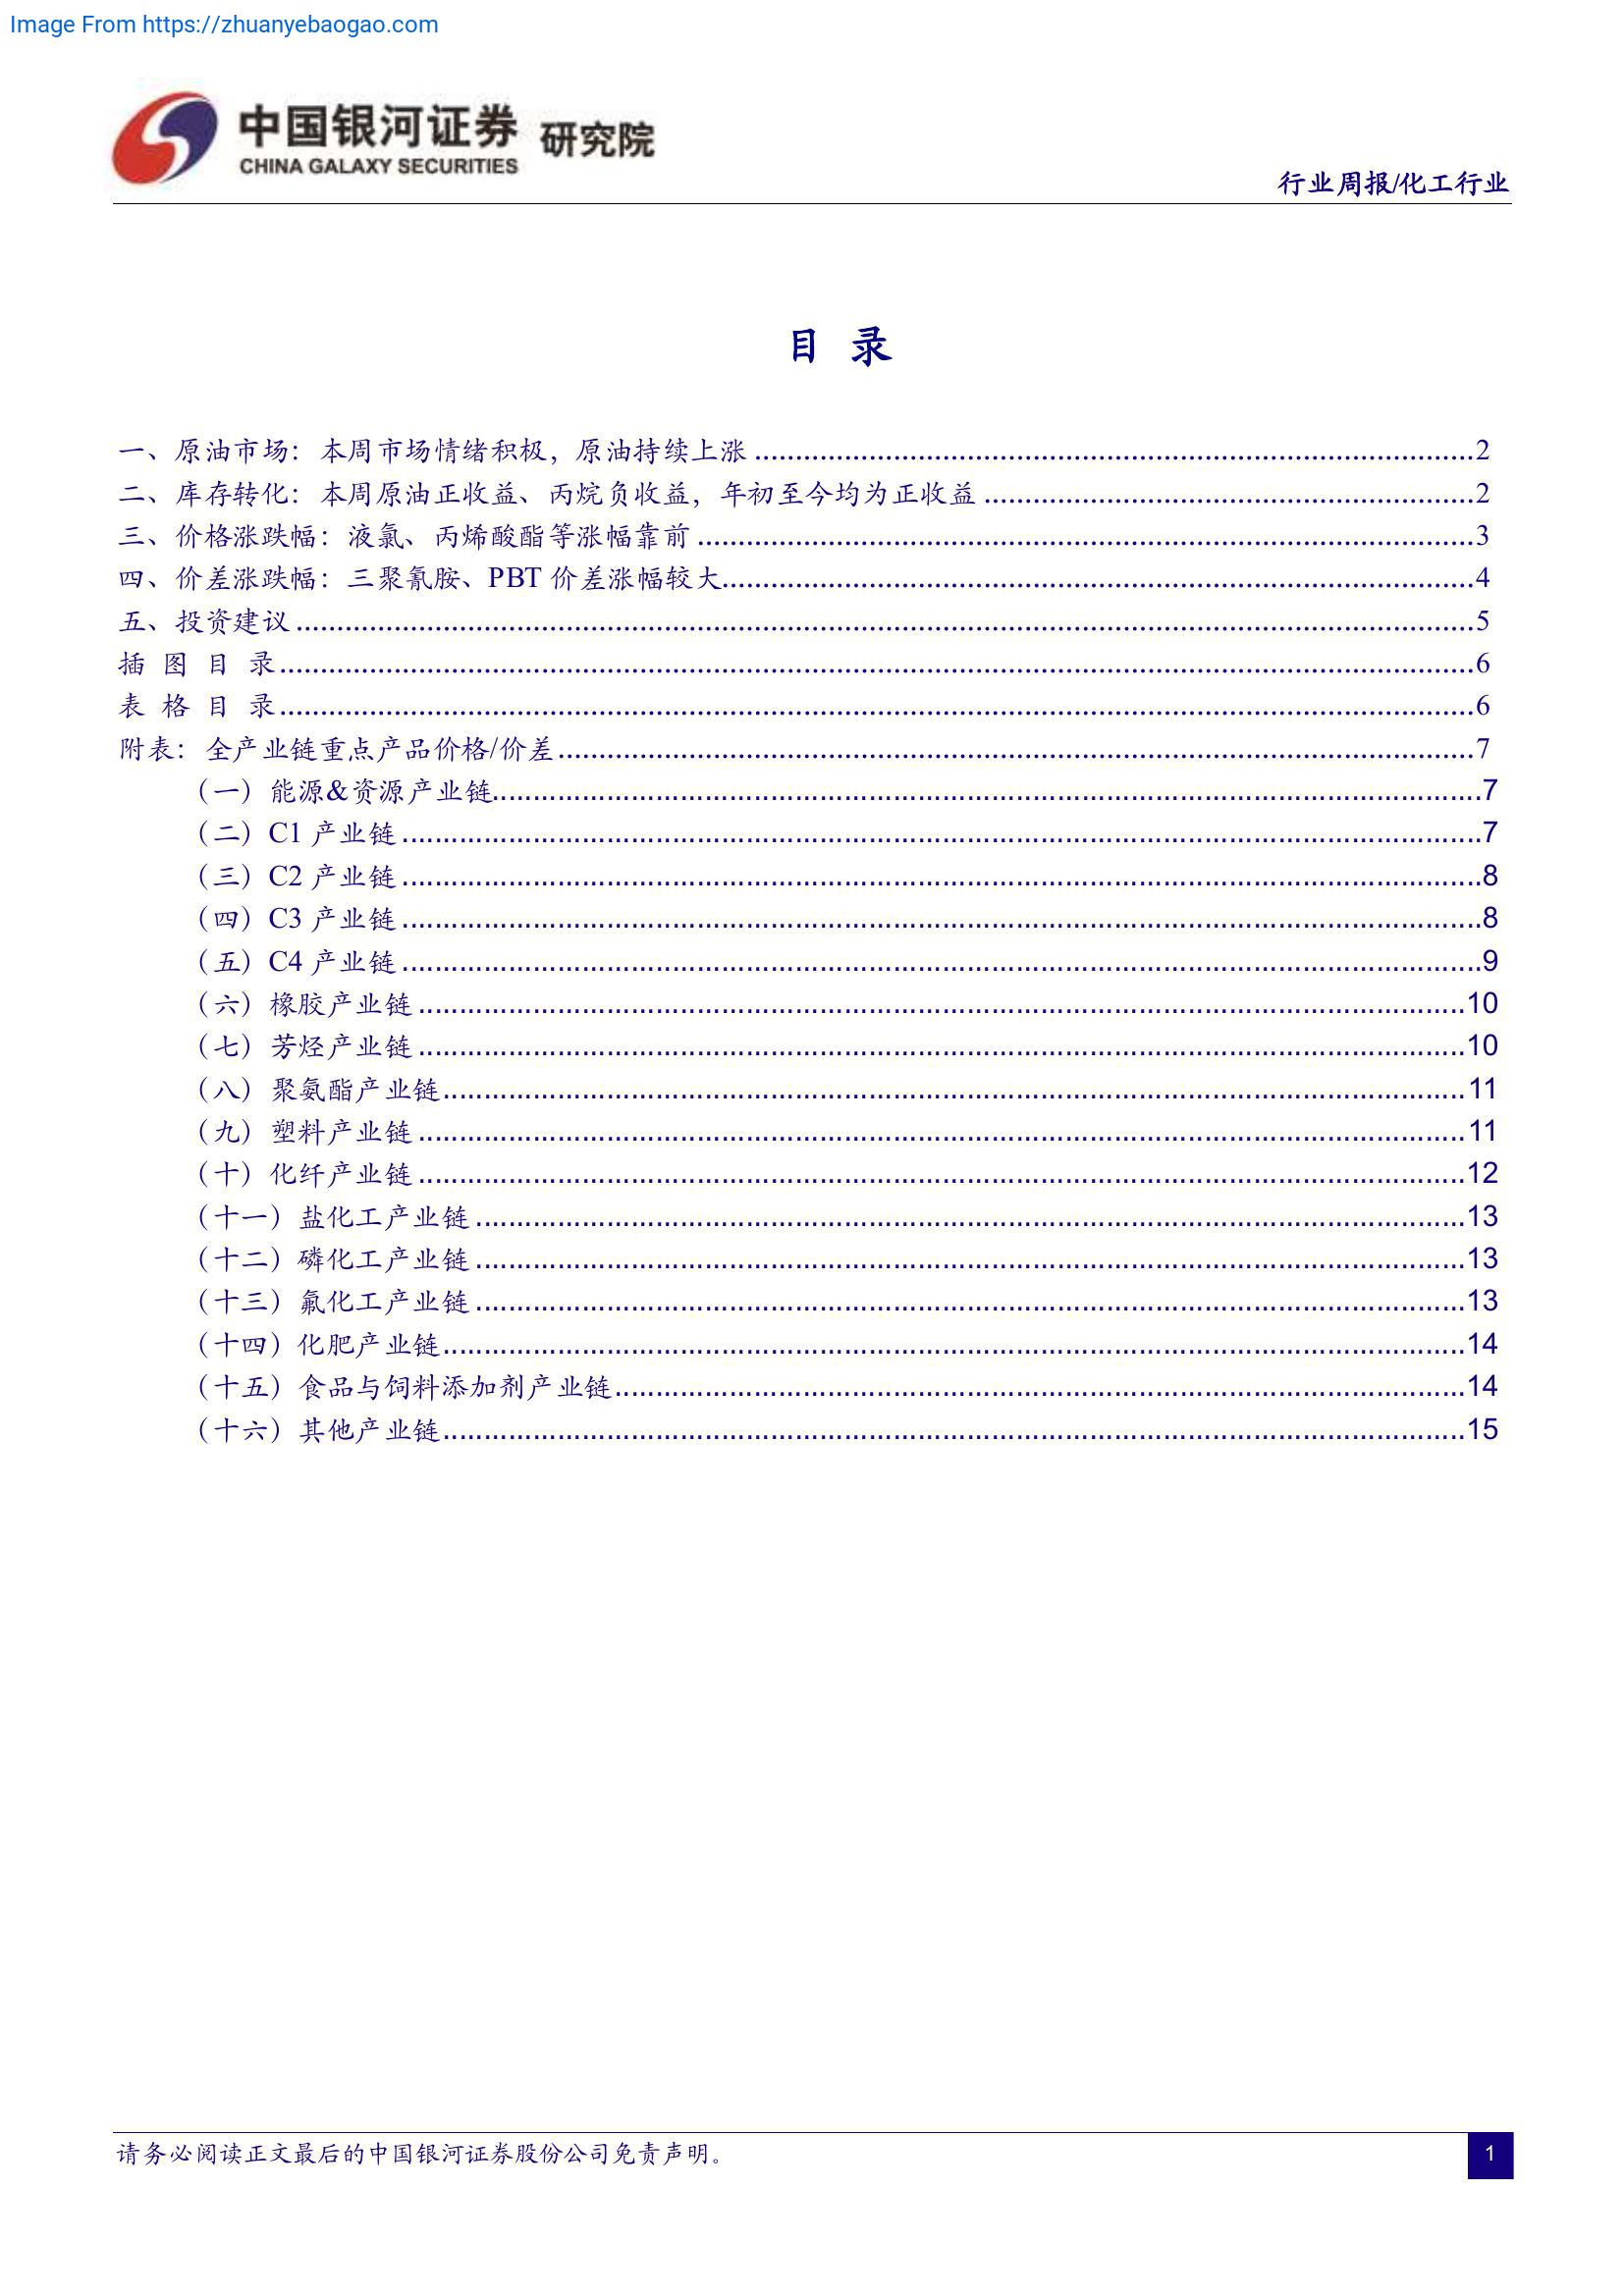 Image From https://zhuanyebaogao.com
中国银河证券 研究院
CHINA GALAXY SECURITIES
行业周报/化工行业
目 录
一、原油市场：本周市场情绪积极，原油持续上涨 ........ 2
二、库存转化：本周原油正收益、丙烷负收益，年初至今均为正收益 ........ 2
三、价格涨跌幅：液氯、丙烯酸酯等涨幅靠前 ........ 3
四、价差涨跌幅：三聚氰胺、PBT 价差涨幅较大 ........ 4
五、投资建议 ........ 5
插 图 目 录 ........ 6
表 格 目 录 ........ 6
附表：全产业链重点产品价格/价差 ........ 7
（一）能源&资源产业链 ........ 7
（二）C1 产业链 ........ 7
（三）C2 产业链 ........ 8
（四）C3 产业链 ........ 8
（五）C4 产业链 ........ 9
（六）橡胶产业链 ........ 10
（七）芳烃产业链 ........ 10
（八）聚氨酯产业链 ........ 11
（九）塑料产业链 ........ 11
（十）化纤产业链 ........ 12
（十一）盐化工产业链 ........ 13
（十二）磷化工产业链 ........ 13
（十三）氟化工产业链 ........ 13
（十四）化肥产业链 ........ 14
（十五）食品与饲料添加剂产业链 ........ 14
（十六）其他产业链 ........ 15
请务必阅读正文最后的中国银河证券股份公司免责声明。
1